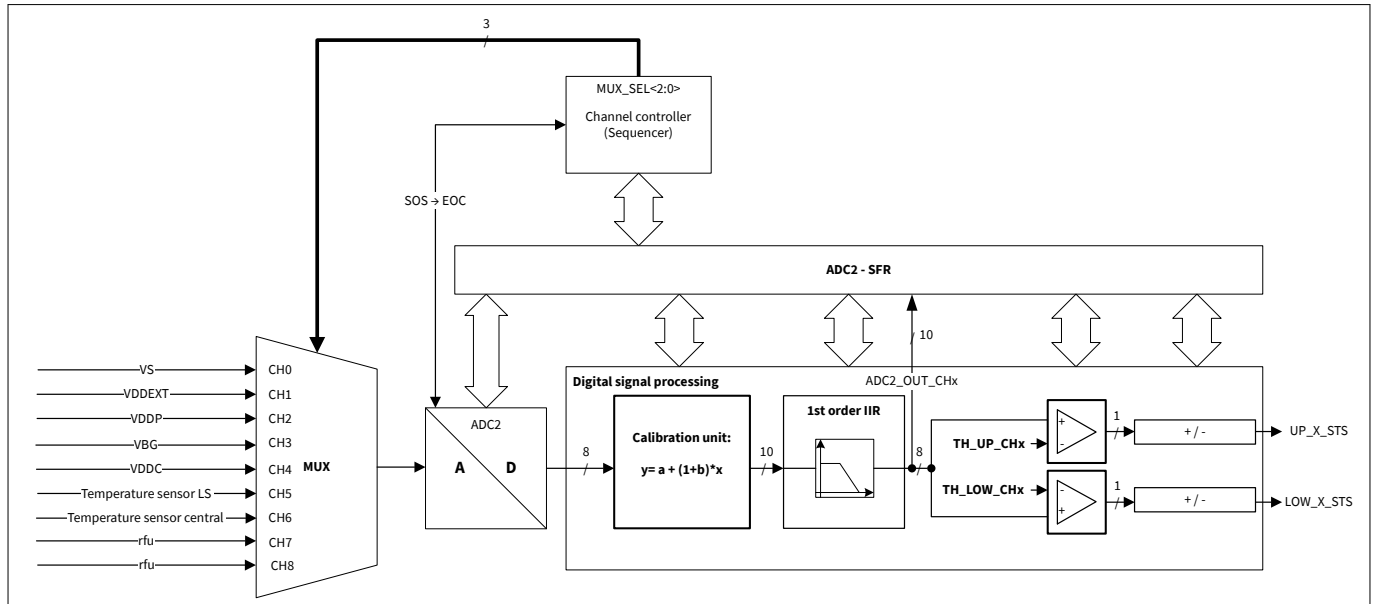 3
MUX_SEL<2:0>
Channel controller
(Sequencer)
SOS → EOC
ADC2 - SFR
10
VS
CH0
VDDEXT
CH1
VDDP
CH2
VBG
CH3
VDDC
CH4
MUX
Temperature sensor LS
CH5
Temperature sensor central
CH6
rfu
CH7
rfu
CH8
ADC2
A
D
Digital signal processing
ADC2_OUT_CHx
8
Calibration unit:
y= a + (1+b)*x
10
1st order IIR
8
TH_UP_CHx
+
-
1
+ / -
UP_X_STS
TH_LOW_CHx
-
+
1
+ / -
LOW_X_STS